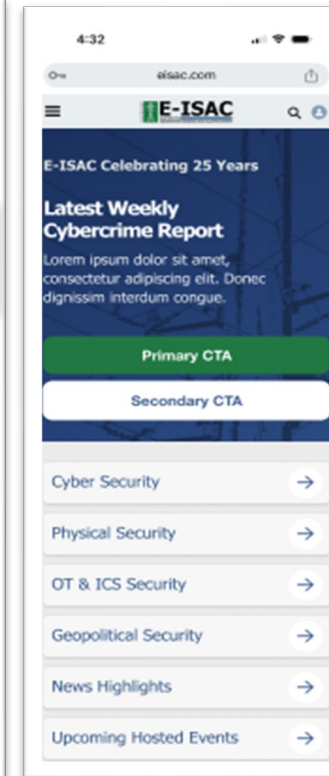 4:32
eisac.com
E-ISAC
E-ISAC Celebrating 25 Years
Latest Weekly
Cybercrime Report
Lorem ipsum dolor sit amet,
consectetur adipiscing elit. Donec
dignissim interdum congue.
Primary CTA
Secondary CTA
Cyber Security
Physical Security
OT & ICS Security
Geopolitical Security
News Highlights
Upcoming Hosted Events